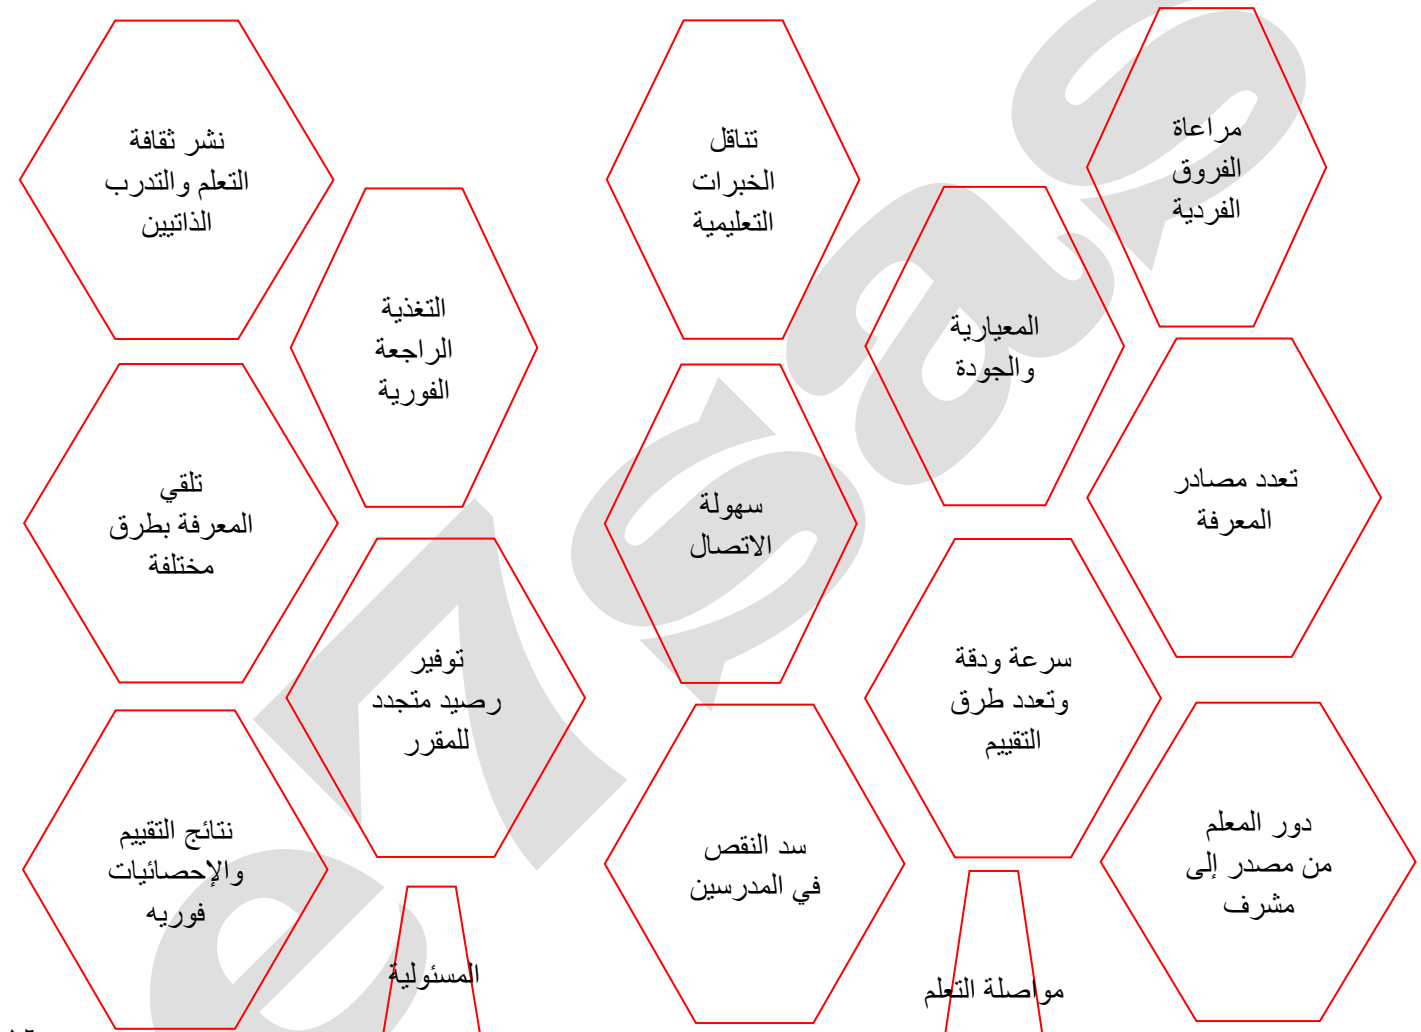 مراعاة
الفروق
الفردية
تناقل
الخبرات
التعليمية
نشر ثقافة
التعلم والتدرب
الذاتيين
المعيارية
والجودة
التغذية
الراجعة
الفورية
تعدد مصادر
المعرفة
سهولة
الاتصال
تلقي
المعرفة بطرق
مختلفة
سرعة ودقة
وتعدد طرق
التقييم
توفير
رصيد متجدد
للمقرر
دور المعلم
من مصدر إلى
مشرف
سد النقص
في المدرسين
نتائج التقييم
والإحصائيات
فوريه
مواصلة التعلم
المسئولية
e7sas